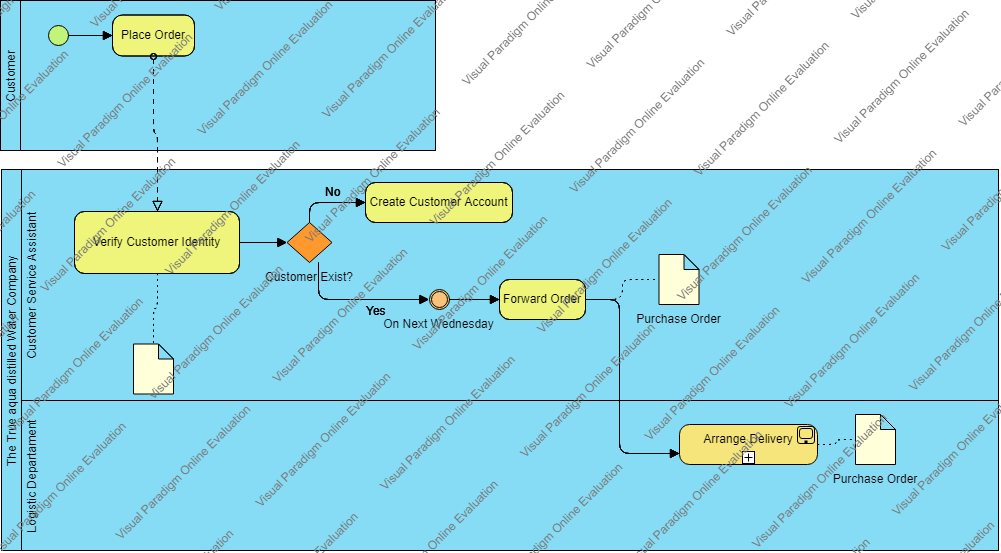 Customer
Place Order
The True aqua distilled Water Company
Customer Service Assistant
Verify Customer Identity
No
Create Customer Account
Customer Exist?
Yes
On Next Wednesday
Forward Order
Purchase Order
Logistic Departament
Arrange Delivery
Purchase Order
Visual Paradigm Online Evaluation